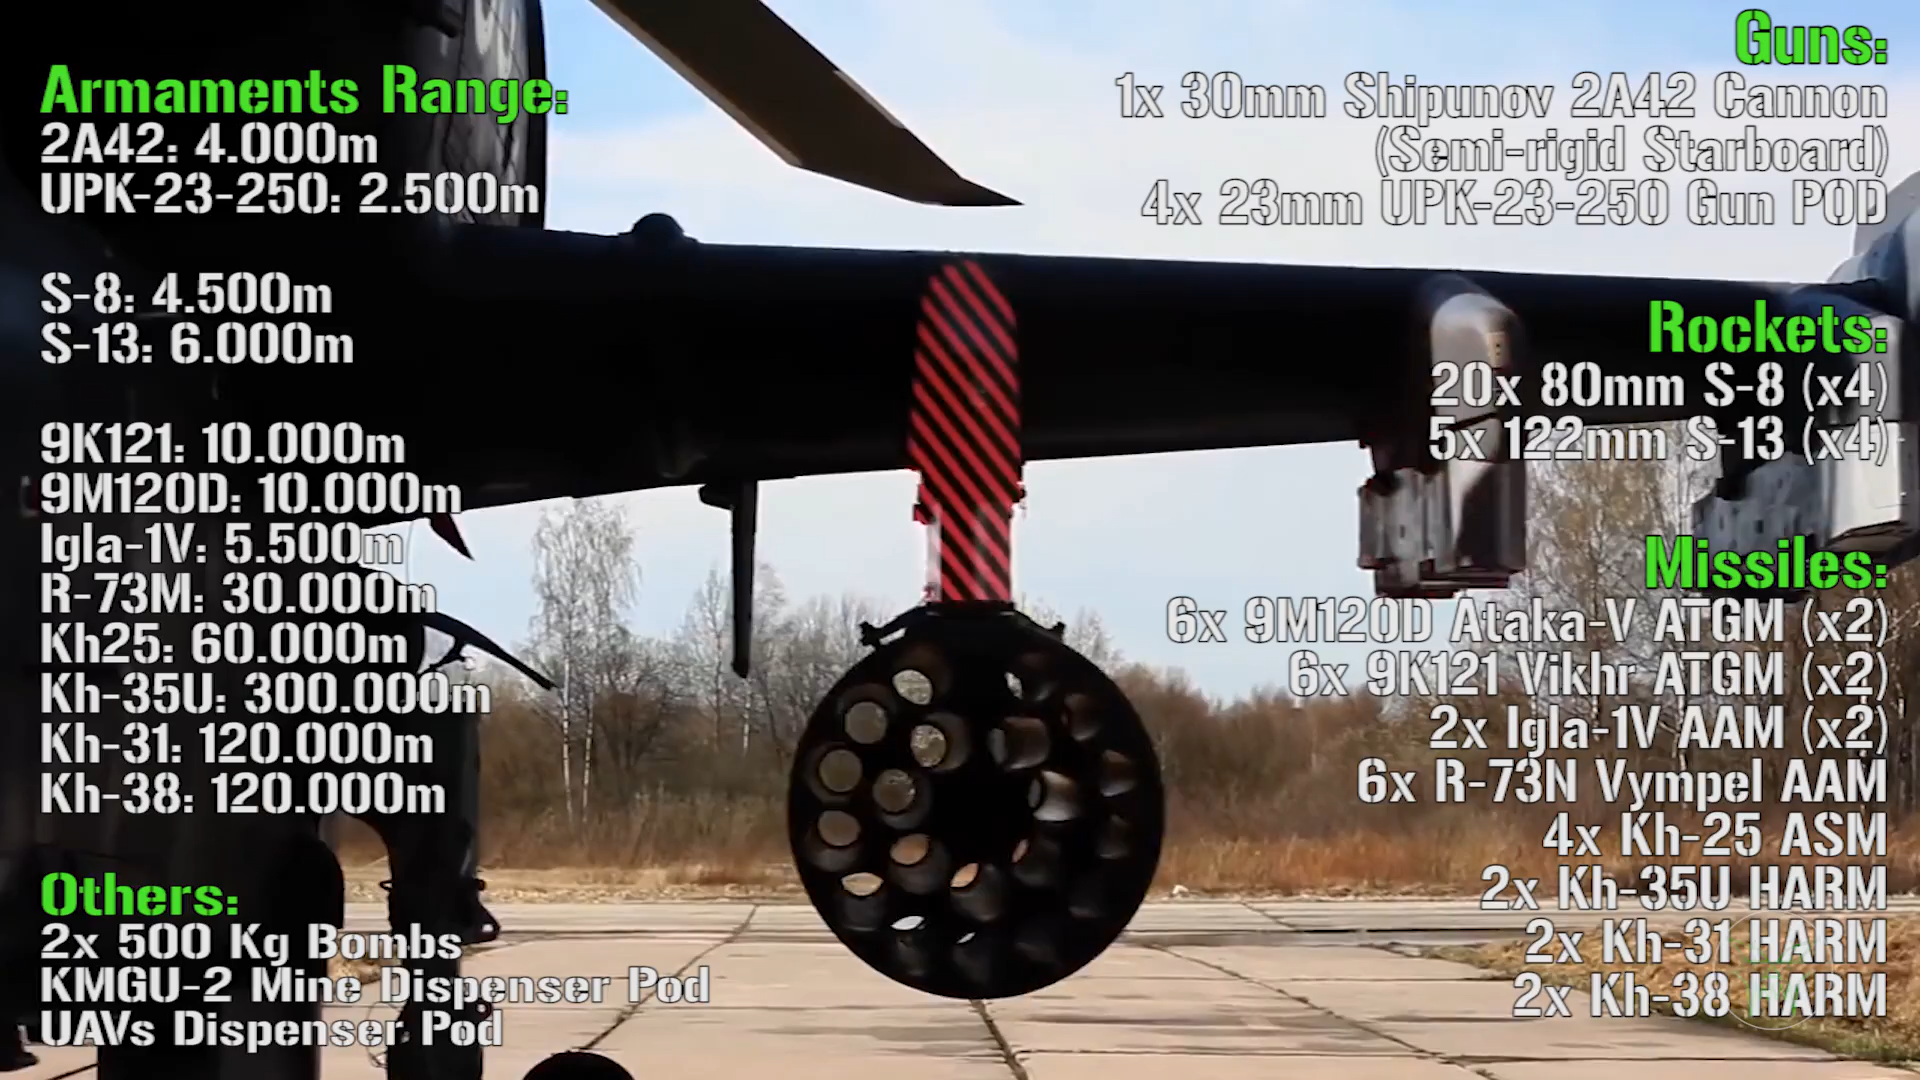 Armaments Range:
2A42: 4.000m
UPK-23-250: 2.500m
S-8: 4.500m
S-13: 6.000m
9K121: 10.000m
9M120D: 10.000m
Igla-1V: 5.500m
R-73M: 30.000m
Kh25: 60.000m
Kh-35U: 300.000m
Kh-31: 120.000m
Kh-38: 120.000m
Others:
2x 500 Kg Bombs
KMGU-2 Mine Dispenser Pod
UAVs Dispenser Pod
Guns:
1x 30mm Shipunov 2A42 Cannon
(Semi-rigid Starboard)
4x 23mm UPK-23-250 Gun POD
Rockets:
20x 80mm S-8 (x4)
5x 122mm S-13 (x4)
Missiles:
6x 9M120D Ataka-V ATGM (x2)
6x 9K121 Vikhr ATGM (x2)
2x Igla-1V AAM (x2)
6x R-73N Vympel AAM
4x Kh-25 ASM
2x Kh-35U HARM
2x Kh-31 HARM
2x Kh-38 HARM